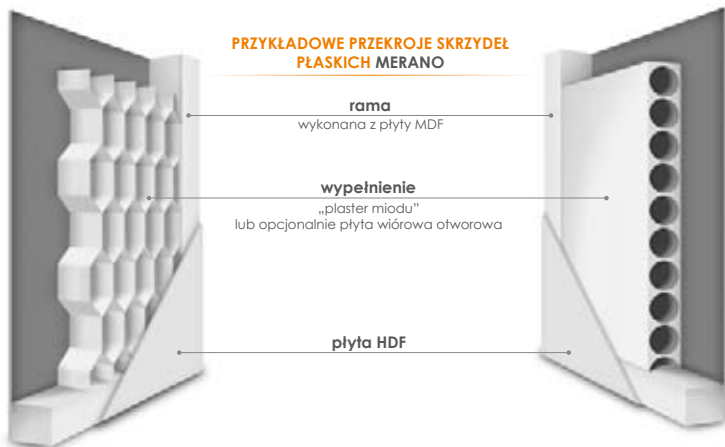 PRZYKŁADOWE PRZEKROJE SKRZYDEŁ
PŁASKICH MERANO
rama
wykonana z płyty MDF
wypełnienie
„plaster miodu”
lub opcjonalnie płyta wiórowa otworowa
płyta HDF